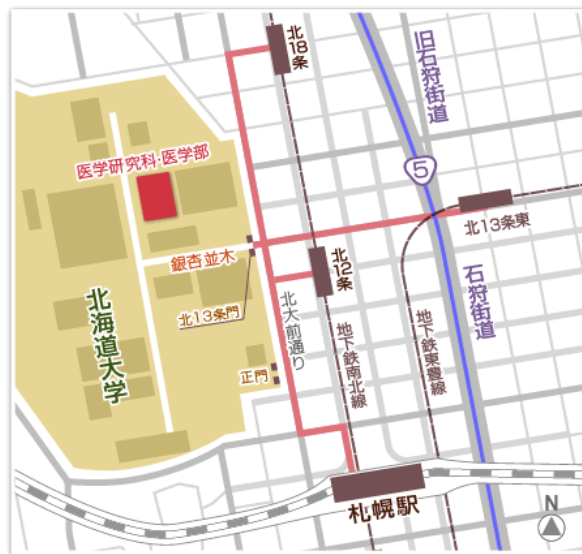 北18条
旧石狩街道
医学研究科・医学部
5
北13条東
銀杏並木
北12条
石狩街道
北大前通り
北海道大学
北13条門
地下鉄南北線
地下鉄東豊線
正門
札幌駅
N